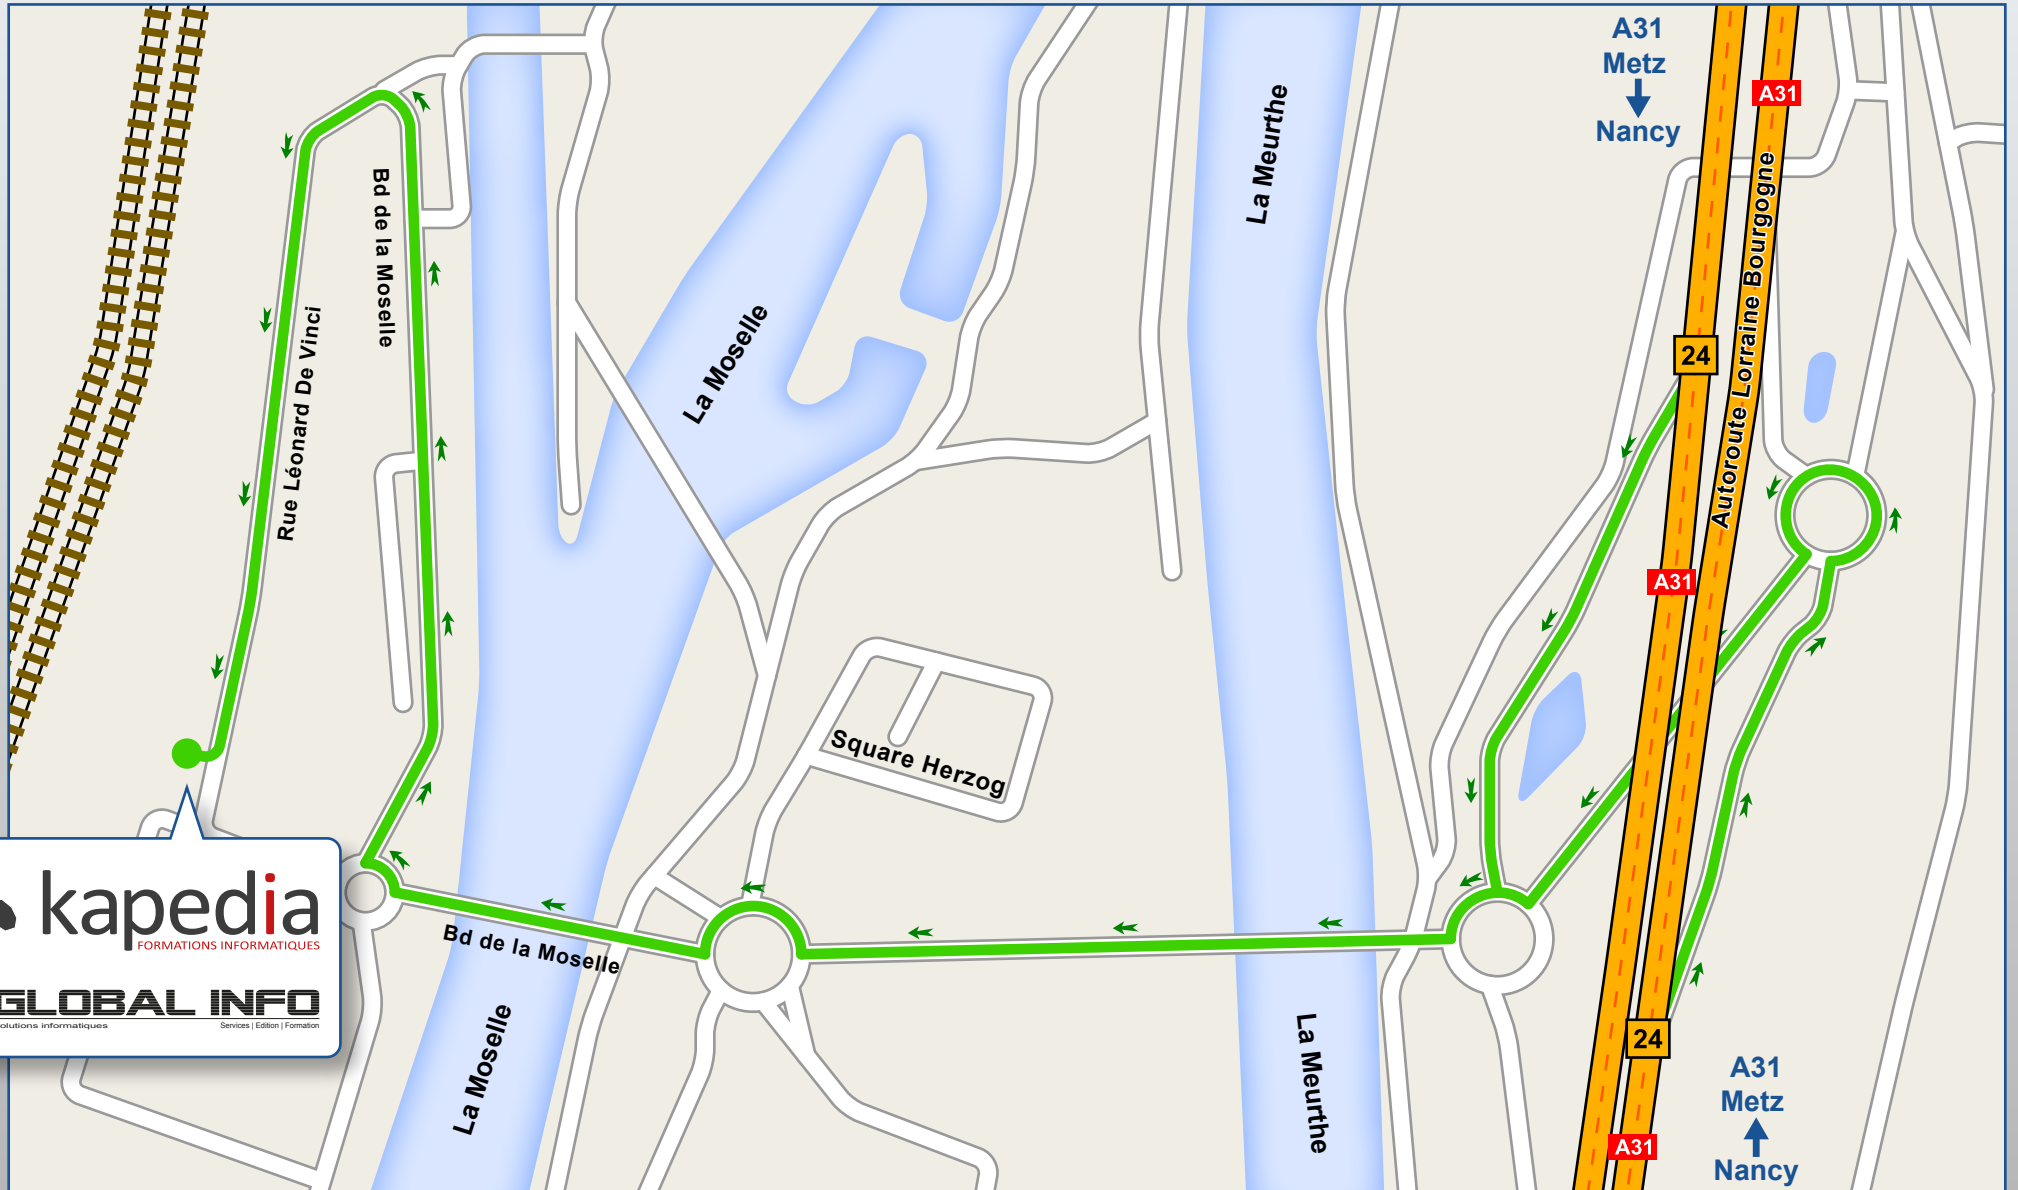 A31
Metz
Nancy
A31
La Meurthe
Autoroute Lorraine Bourgogne
Bd de la Moselle
La Moselle
Rue Léonard De Vinci
24
A31
Square Herzog
kapedia
FORMATIONS INFORMATIQUES
Bd de la Moselle
GLOBAL INFO
olutions informatiques
Services | Edition | Formation
La Moselle
La Meurthe
24
A31
Metz
Nancy
A31